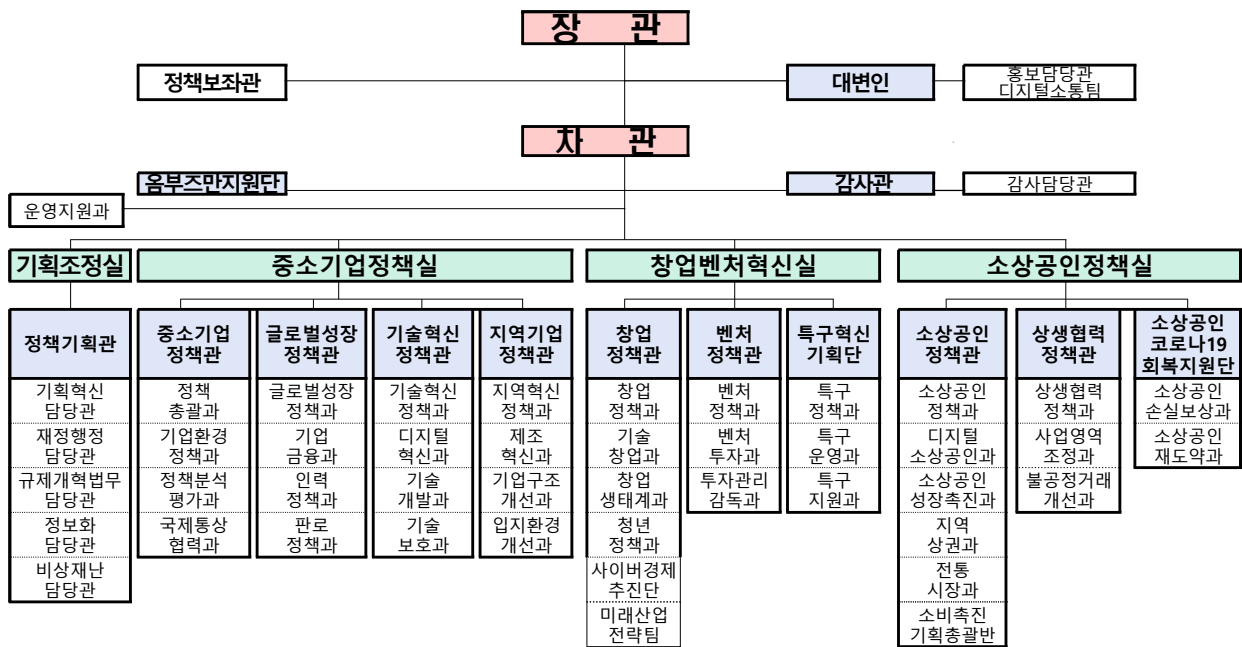 장 관
정책보좌관
대변인
홍보담당관
디지털소통팀
차 관
옴부즈만지원단
감사관
감사담당관
운영지원과
기획조정실
중소기업정책실
창업벤처혁신실
소상공인정책실
정책기획관
중소기업
정책관
글로벌성장
정책관
기술혁신
정책관
지역기업
정책관
창업
정책관
벤처
정책관
특구혁신
기획단
소상공인
정책관
상생협력
정책관
소상공인
코로나19
회복지원단
기획혁신
담당관
재정행정
담당관
규제개혁법무
담당관
정보화
담당관
비상재난
담당관
정책
총괄과
기업환경
정책과
정책분석
평가과
국제통상
협력과
글로벌성장
정책과
기업
금융과
인력
정책과
판로
정책과
기술혁신
정책과
디지털
혁신과
기술
개발과
기술
보호과
지역혁신
정책과
제조
혁신과
기업구조
개선과
입지환경
개선과
창업
정책과
기술
창업과
창업
생태계과
청년
정책과
사이버경제
추진단
미래산업
전략팀
벤처
정책과
벤처
투자과
투자관리
감독과
특구
정책과
특구
운영과
특구
지원과
소상공인
정책과
디지털
소상공인과
소상공인
성장촉진과
지역
상권과
전통
시장과
소비촉진
기획총괄반
상생협력
정책과
사업영역
조정과
불공정거래
개선과
소상공인
손실보상과
소상공인
재도약과